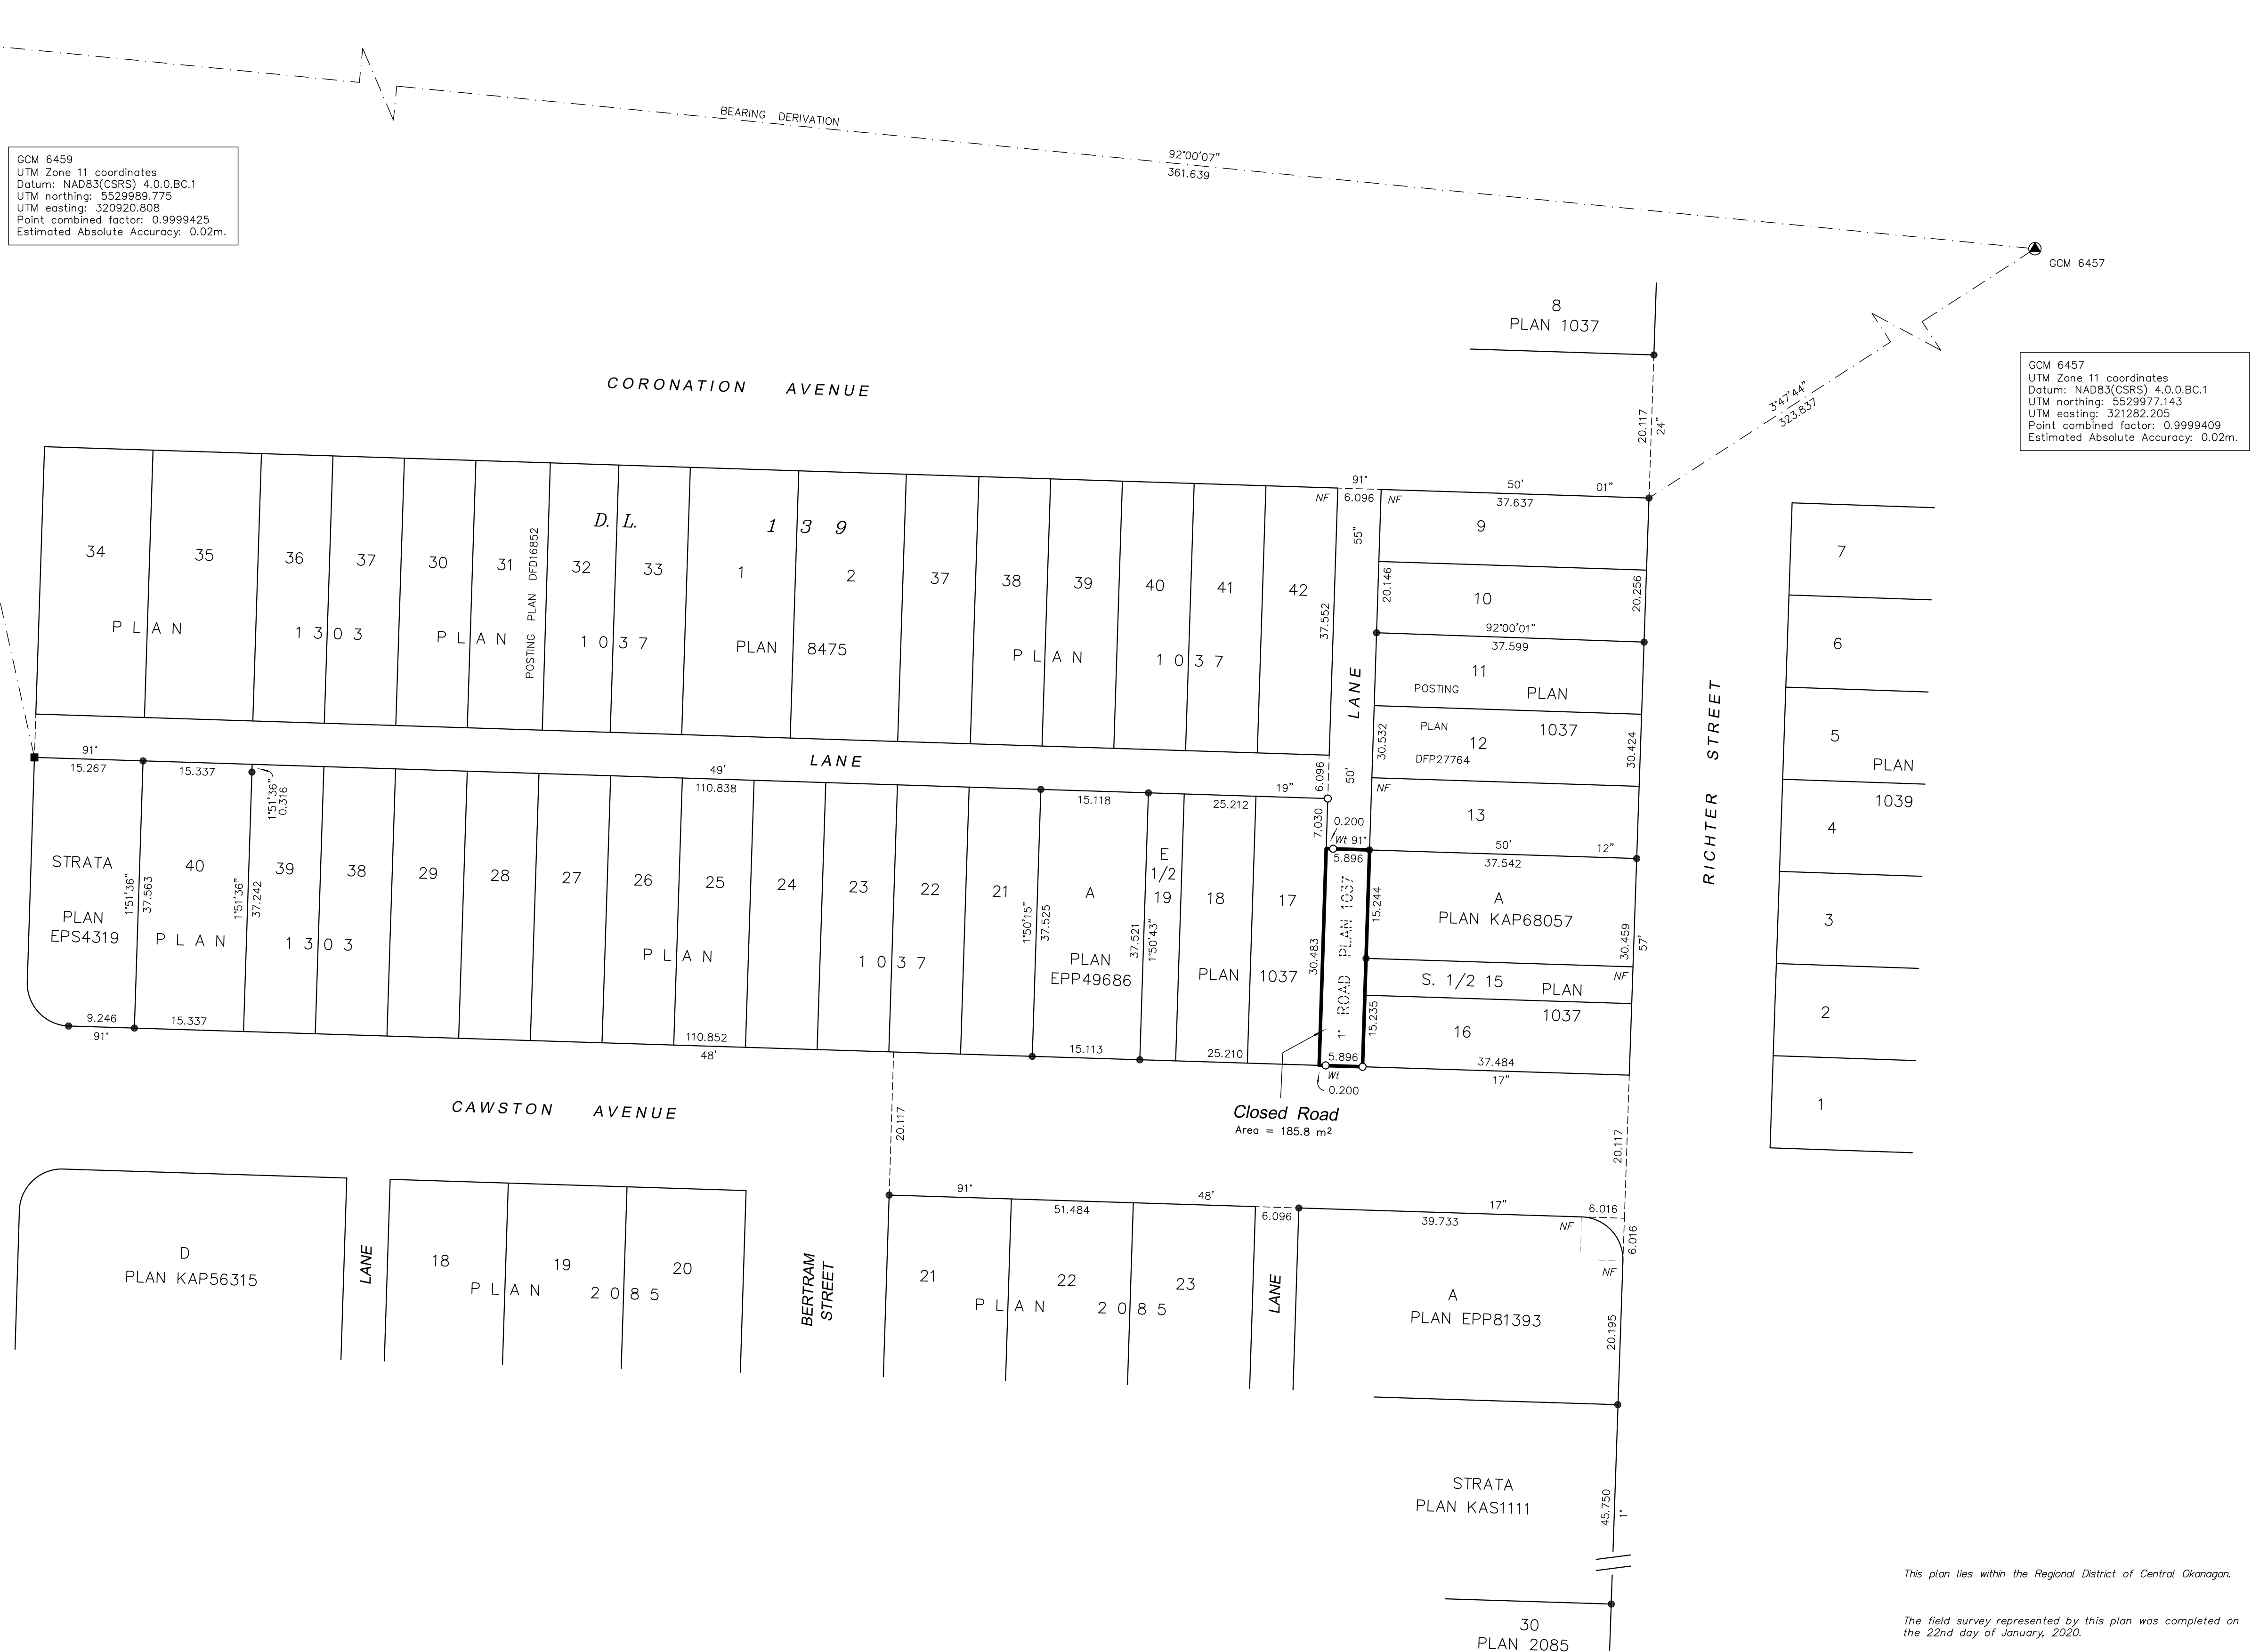 BEARING DERIVATION
92°00'07"
361.639
GCM 6459
UTM Zone 11 coordinates
Datum: NAD83(CSRS) 4.0.0.BC.1
UTM northing: 5529989.775
UTM easting: 320920.808
Point combined factor: 0.9999425
Estimated Absolute Accuracy: 0.02m.
GCM 6457
8
PLAN 1037
GCM 6457
UTM Zone 11 coordinates
Datum: NAD83(CSRS) 4.0.0.BC.1
UTM northing: 5529977.143
UTM easting: 321282.205
Point combined factor: 0.9999409
Estimated Absolute Accuracy: 0.02m.
3°47'44"
323.837
20.117
24"
CORONATION AVENUE
34
35
36
37
30
31
32
33
1
2
37
38
39
40
41
42
D. L. 139
PLAN 1303
PLAN 1037
POSTING PLAN DFD16852
PLAN 8475
PLAN 1037
NF
91°
6.096
NF
50'
01"
37.637
55"
37.552
LANE
50'
9
10
20.146
20.256
92°00'01"
37.599
11
POSTING PLAN
PLAN 1037
12
DFP27764
30.532
30.424
NF
13
RICHTER STREET
7
6
5
PLAN
1039
4
3
2
1
91°
15.267
15.337
1°51'36"
0.316
49'
110.838
LANE
15.118
25.212
19"
6.096
7.030
0.200
Wt 91°
5.896
50'
12"
37.542
STRATA
PLAN
EPS4319
1°51'36"
37.563
40
1°51'36"
37.242
39
38
29
28
27
26
25
24
23
22
21
1°50'15"
37.525
A
PLAN
EPP49686
37.521
1°50'43"
E
1/2
19
18
17
PLAN 1303
PLAN 1037
PLAN 1037
30.483
1° ROAD PLAN 1037
15.244
15.235
A
PLAN KAP68057
30.459
57'
NF
S. 1/2 15
PLAN
1037
16
9.246
15.337
91°
110.852
48'
15.113
25.210
5.896
Wt
0.200
37.484
17"
CAWSTON AVENUE
20.117
Closed Road
Area = 185.8 m²
20.117
D
PLAN KAP56315
LANE
18
19
20
PLAN 2085
BERTRAM
STREET
91°
48'
51.484
21
22
23
PLAN 2085
6.096
LANE
17"
39.733
NF
6.016
6.016
NF
A
PLAN EPP81393
20.195
STRATA
PLAN KAS1111
45.750
1°
30
PLAN 2085
This plan lies within the Regional District of Central Okanagan.
The field survey represented by this plan was completed on
the 22nd day of January, 2020.